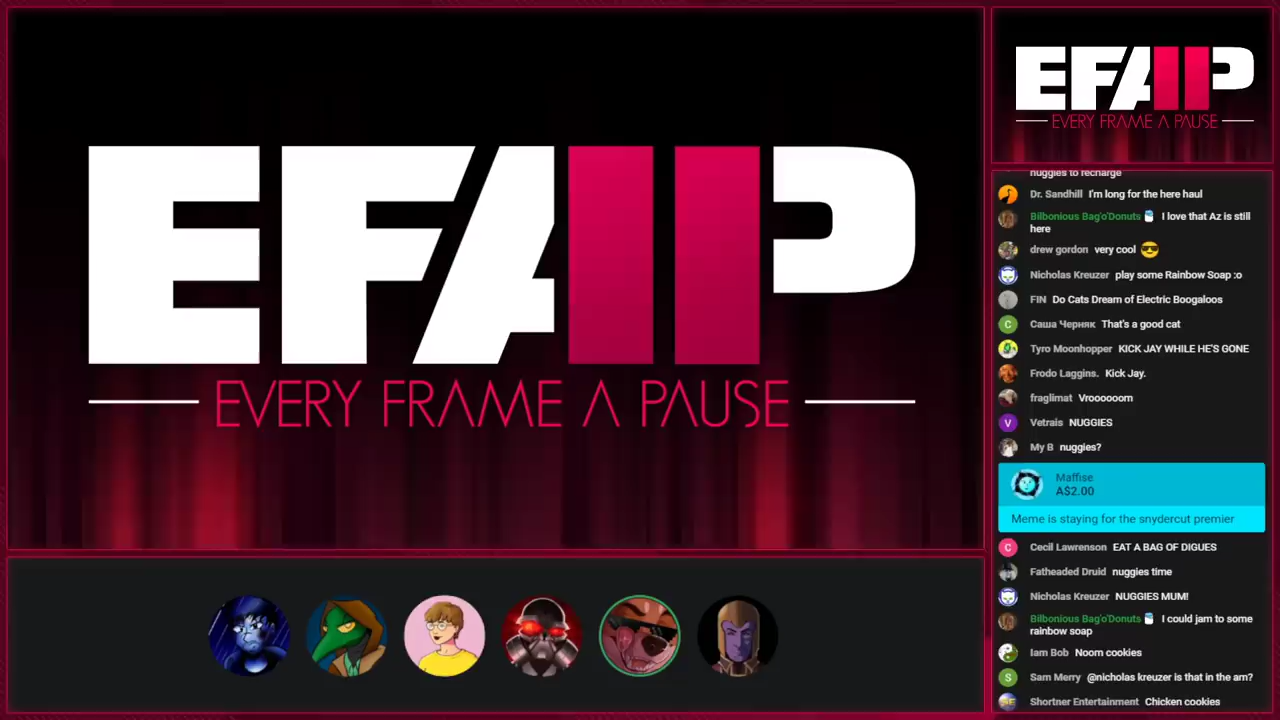 EFAP
EVERY FRAME A PAUSE
EFAP
EVERY FRAME A PAUSE
nuggies to recharge
Dr. Sandhill I'm long for the here haul
Bilbonious Bag'o'Donuts I love that Az is still
here
drew gordon very cool 😎
Nicholas Kreuzer play some Rainbow Soap :o
FIN Do Cats Dream of Electric Boogaloos
C Саша Черняк That's a good cat
Tyro Moonhopper KICK JAY WHILE HE'S GONE
Frodo Laggins. Kick Jay.
fraglimat Vroooooom
V Vetrais NUGGIES
My B nuggies?
Maffise
A$2.00
Meme is staying for the snydercut premier
C Cecil Lawrenson EAT A BAG OF DIGUES
Fatheaded Druid nuggies time
Nicholas Kreuzer NUGGIES MUM!
Bilbonious Bag'o'Donuts I could jam to some
rainbow soap
Iam Bob Noom cookies
S Sam Merry @nicholas kreuzer is that in the am?
Shortner Entertainment Chicken cookies